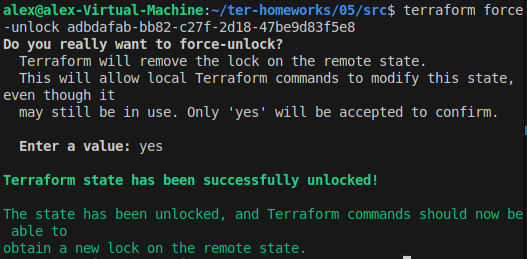 alex@alex-Virtual-Machine:~/ter-homeworks/05/src$ terraform force
-unlock adbdafab-bb82-c27f-2d18-47be9d83f5e8
Do you really want to force-unlock?
  Terraform will remove the lock on the remote state.
  This will allow local Terraform commands to modify this state,
even though it
  may still be in use. Only 'yes' will be accepted to confirm.

  Enter a value: yes

Terraform state has been successfully unlocked!

The state has been unlocked, and Terraform commands should now be
 able to
obtain a new lock on the remote state.